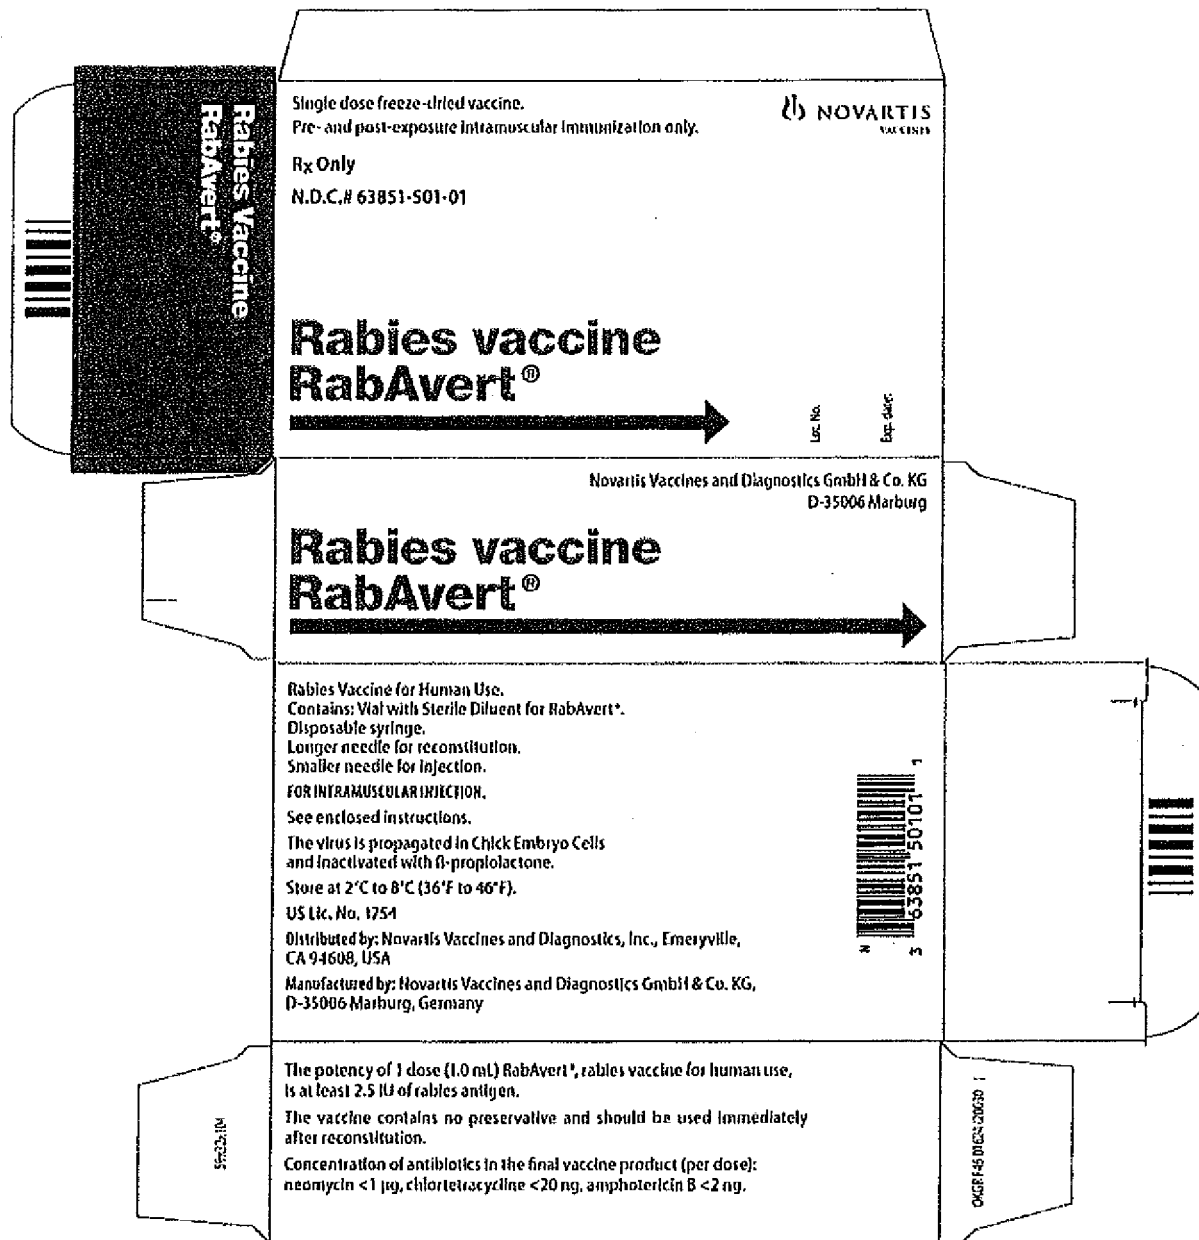 Rabies Vaccine
RabAvert®
Single dose freeze-dried vaccine.
Pre- and post-exposure intramuscular immunization only.
Rx Only
N.D.C.# 63851-501-01
NOVARTIS
VACCINES
Rabies vaccine
RabAvert®
Lot. No.
Exp. date:
Novartis Vaccines and Diagnostics GmbH & Co. KG
D-35006 Marburg
Rabies vaccine
RabAvert®
Rabies Vaccine for Human Use.
Contains: Vial with Sterile Diluent for RabAvert®.
Disposable syringe.
Longer needle for reconstitution.
Smaller needle for injection.
FOR INTRAMUSCULAR INJECTION.
See enclosed instructions.
The virus is propagated in Chick Embryo Cells
and inactivated with ß-propiolactone.
Store at 2°C to 8°C (36°F to 46°F).
US Lic. No. 1754
Distributed by: Novartis Vaccines and Diagnostics, Inc., Emeryville,
CA 94608, USA
Manufactured by: Novartis Vaccines and Diagnostics GmbH & Co. KG,
D-35006 Marburg, Germany
N
3 63851 50101 1
The potency of 1 dose (1.0 mL) RabAvert®, rabies vaccine for human use,
is at least 2.5 IU of rabies antigen.
The vaccine contains no preservative and should be used immediately
after reconstitution.
Concentration of antibiotics in the final vaccine product (per dose):
neomycin <1 µg, chlortetracycline <20 ng, amphotericin B <2 ng.